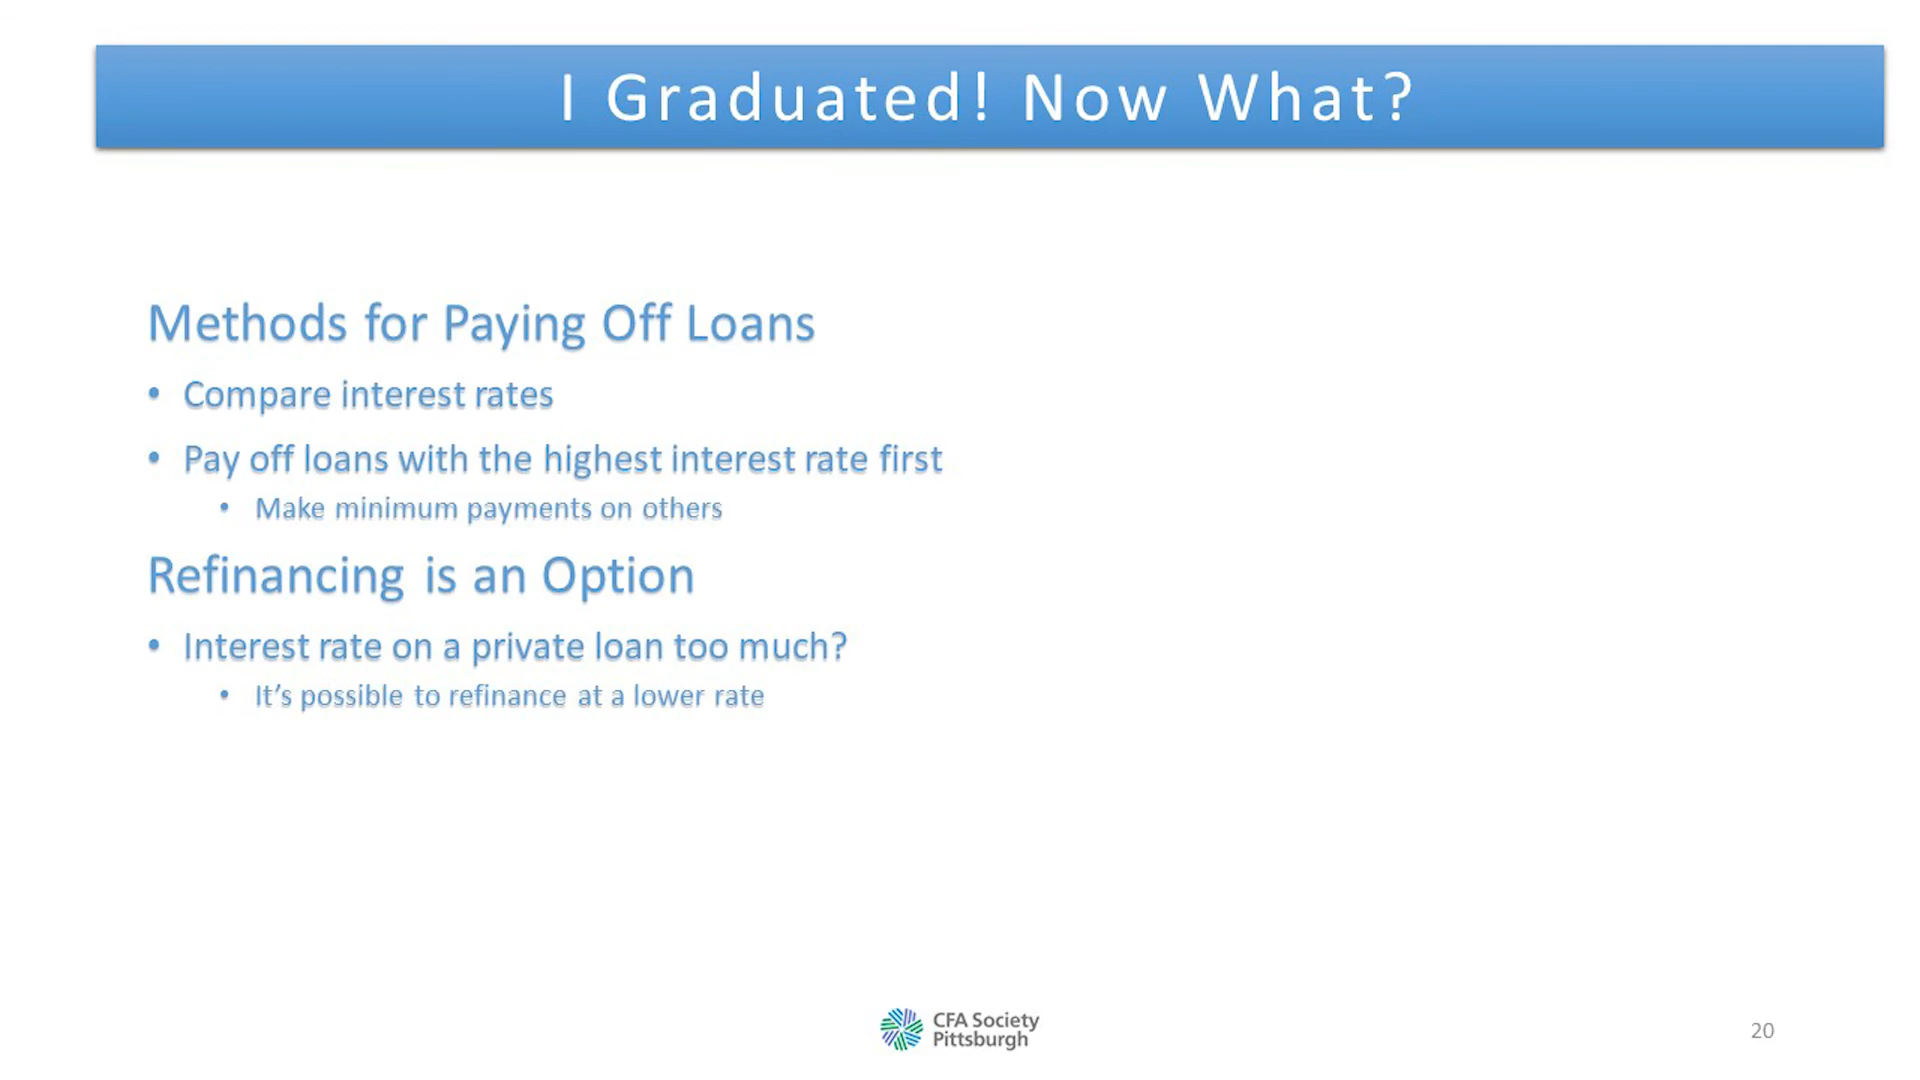 I Graduated! Now What?
Methods for Paying Off Loans
• Compare interest rates
• Pay off loans with the highest interest rate first
• Make minimum payments on others
Refinancing is an Option
• Interest rate on a private loan too much?
• It’s possible to refinance at a lower rate
CFA Society
Pittsburgh
20